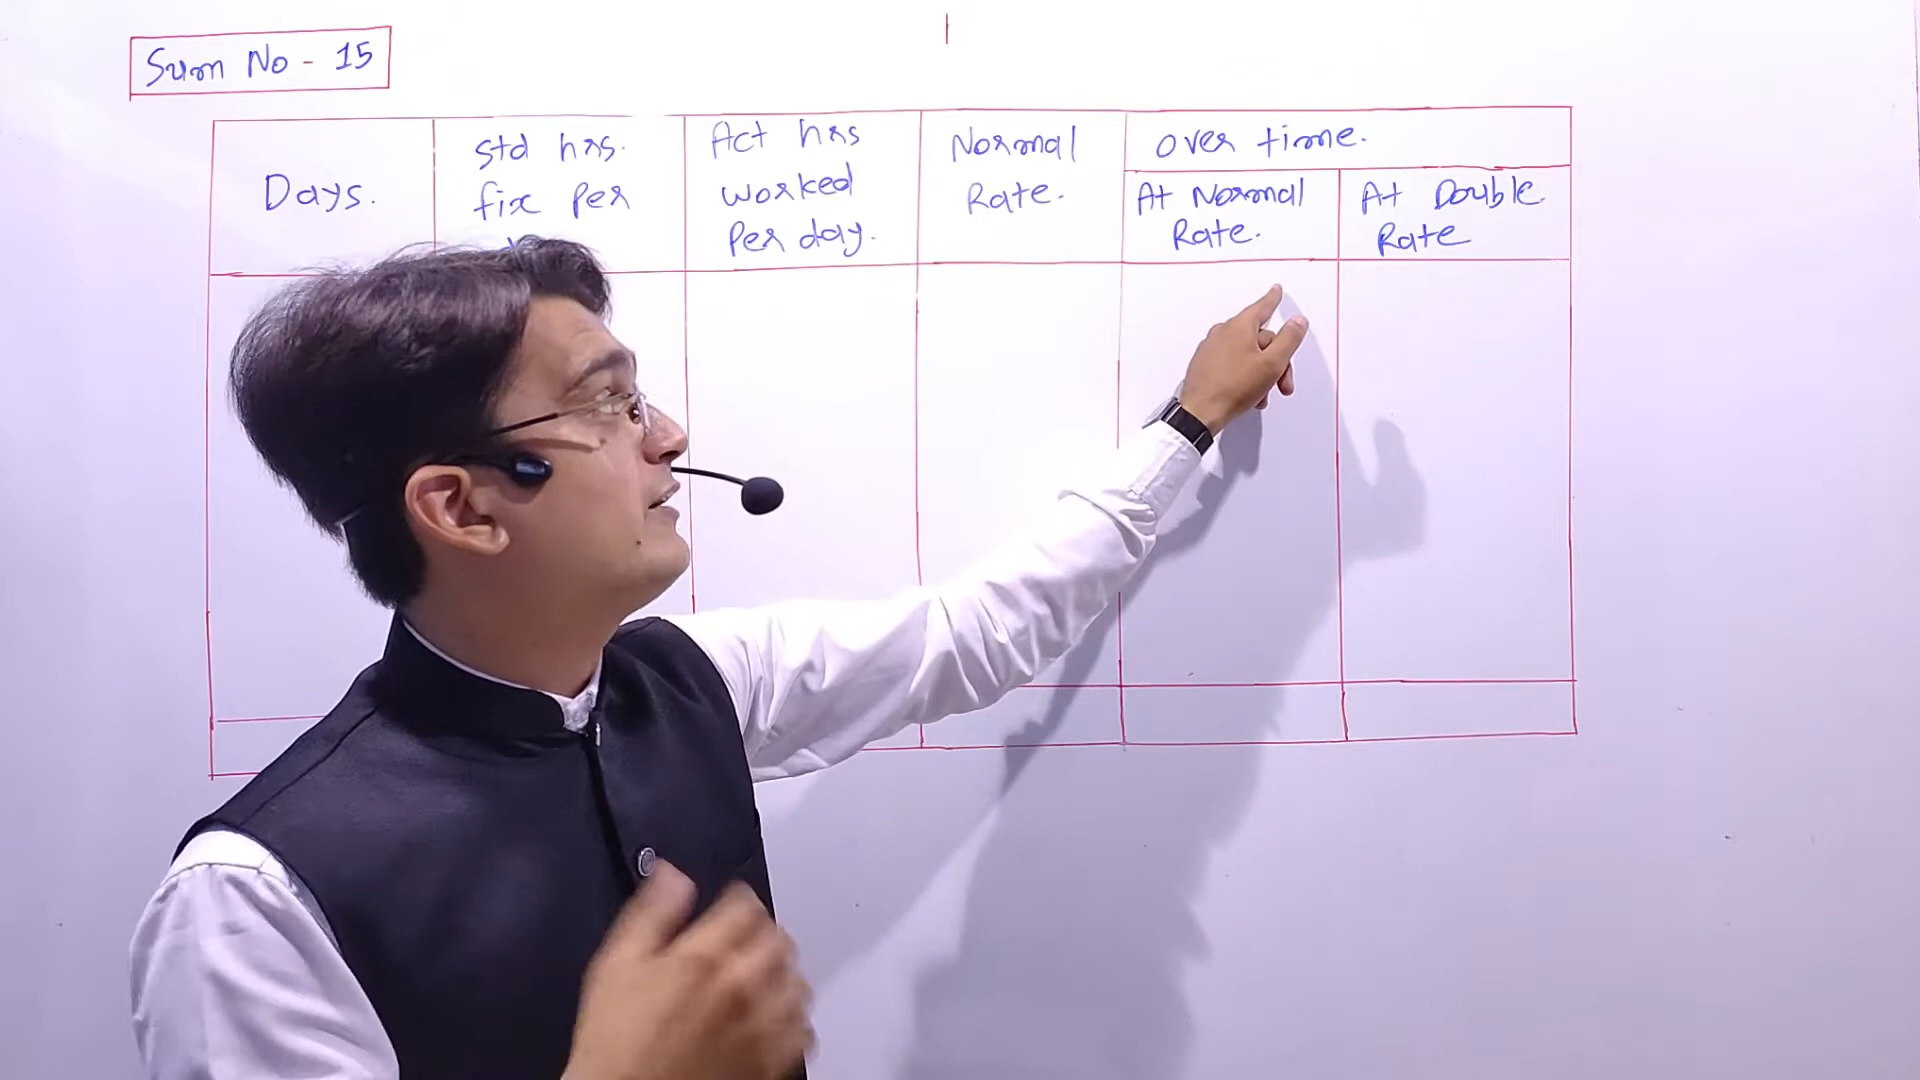 Sum No - 15
Days.
Std hrs.
fix Per
Act hrs
worked
Per day.
Normal
Rate.
over time.
At Normal
Rate.
At Double
Rate